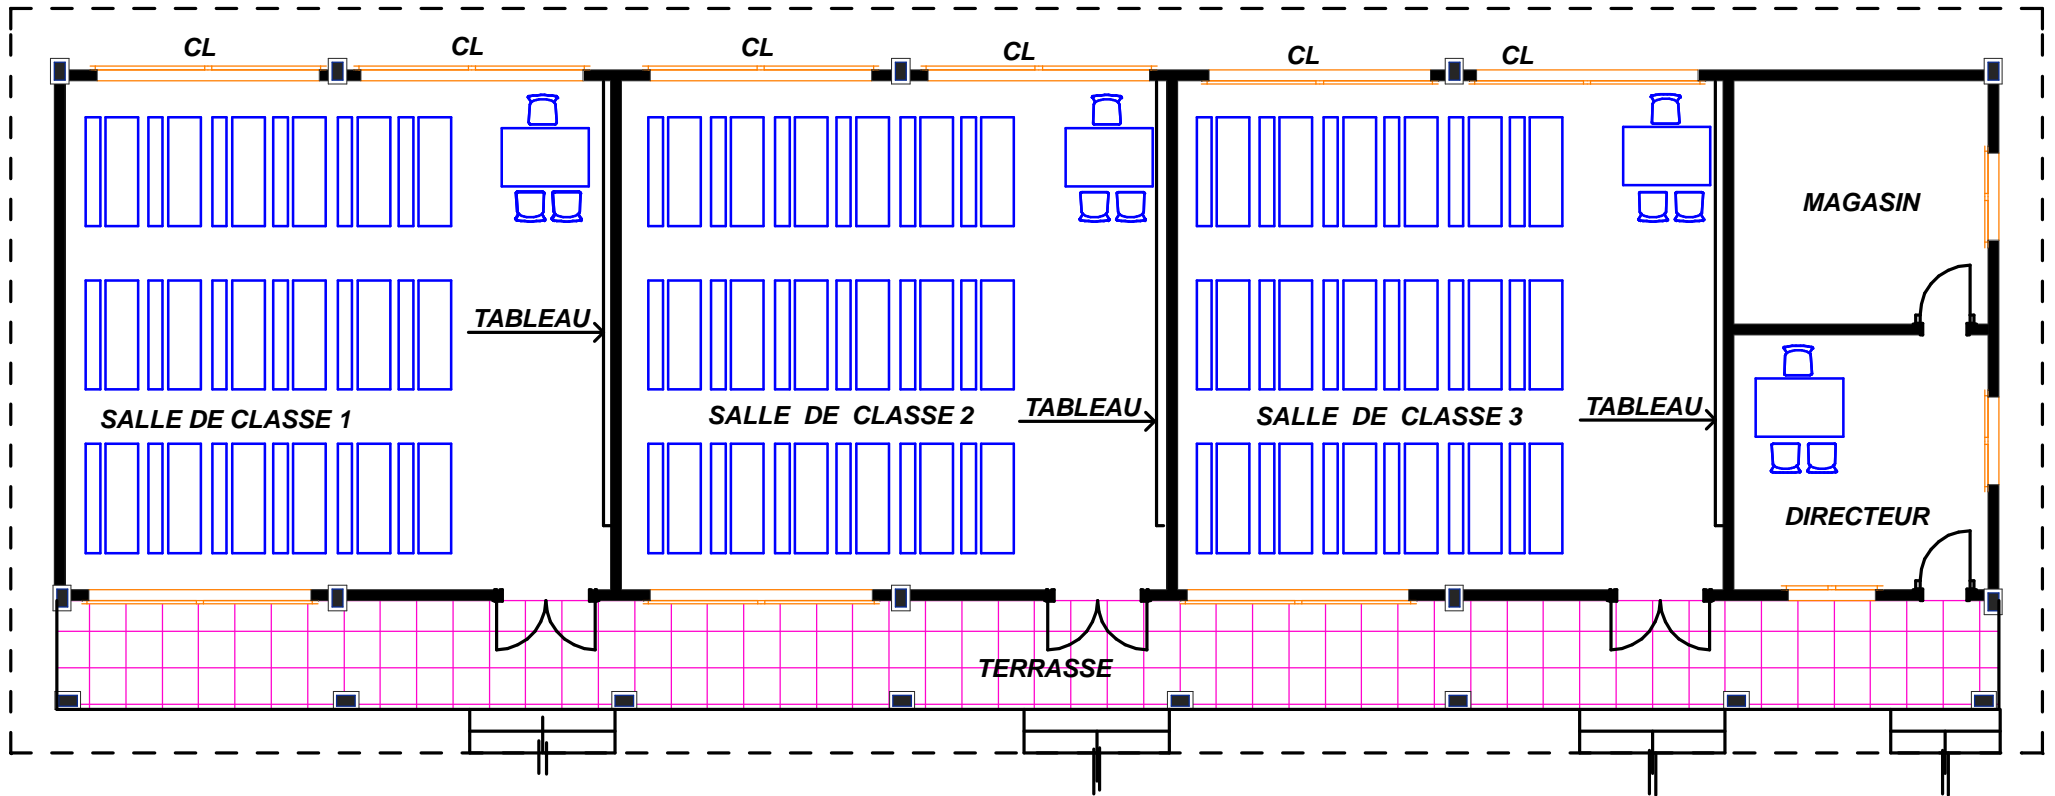 CL
CL
CL
CL
CL
CL
MAGASIN
TABLEAU
TABLEAU
TABLEAU
SALLE DE CLASSE 1
SALLE DE CLASSE 2
SALLE DE CLASSE 3
DIRECTEUR
TERRASSE